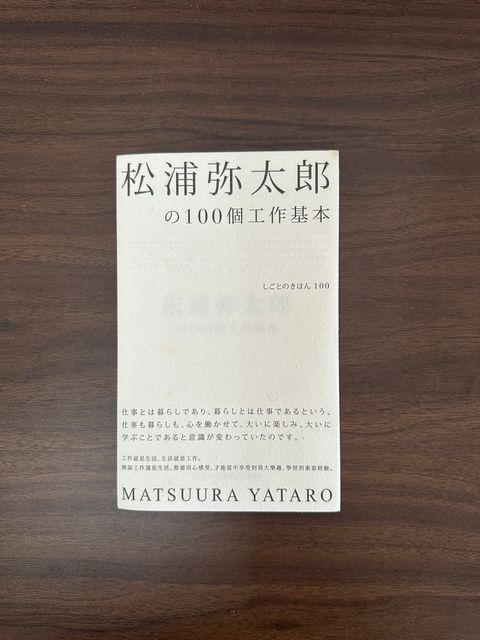 松浦弥太郎
の100個工作基本
しごとのきほん 100
仕事とは暮らしであり、暮らしとは仕事であるという、
仕事も暮らしも、心を働かせて、大いに楽しみ、大いに
学ぶことであると意識が変わっていたのです。
工作就是生活，生活就是工作。
無論工作還是生活，都要用心感受，才能從中享受到莫大樂趣，學習到重要經驗。
MATSUURA YATARO